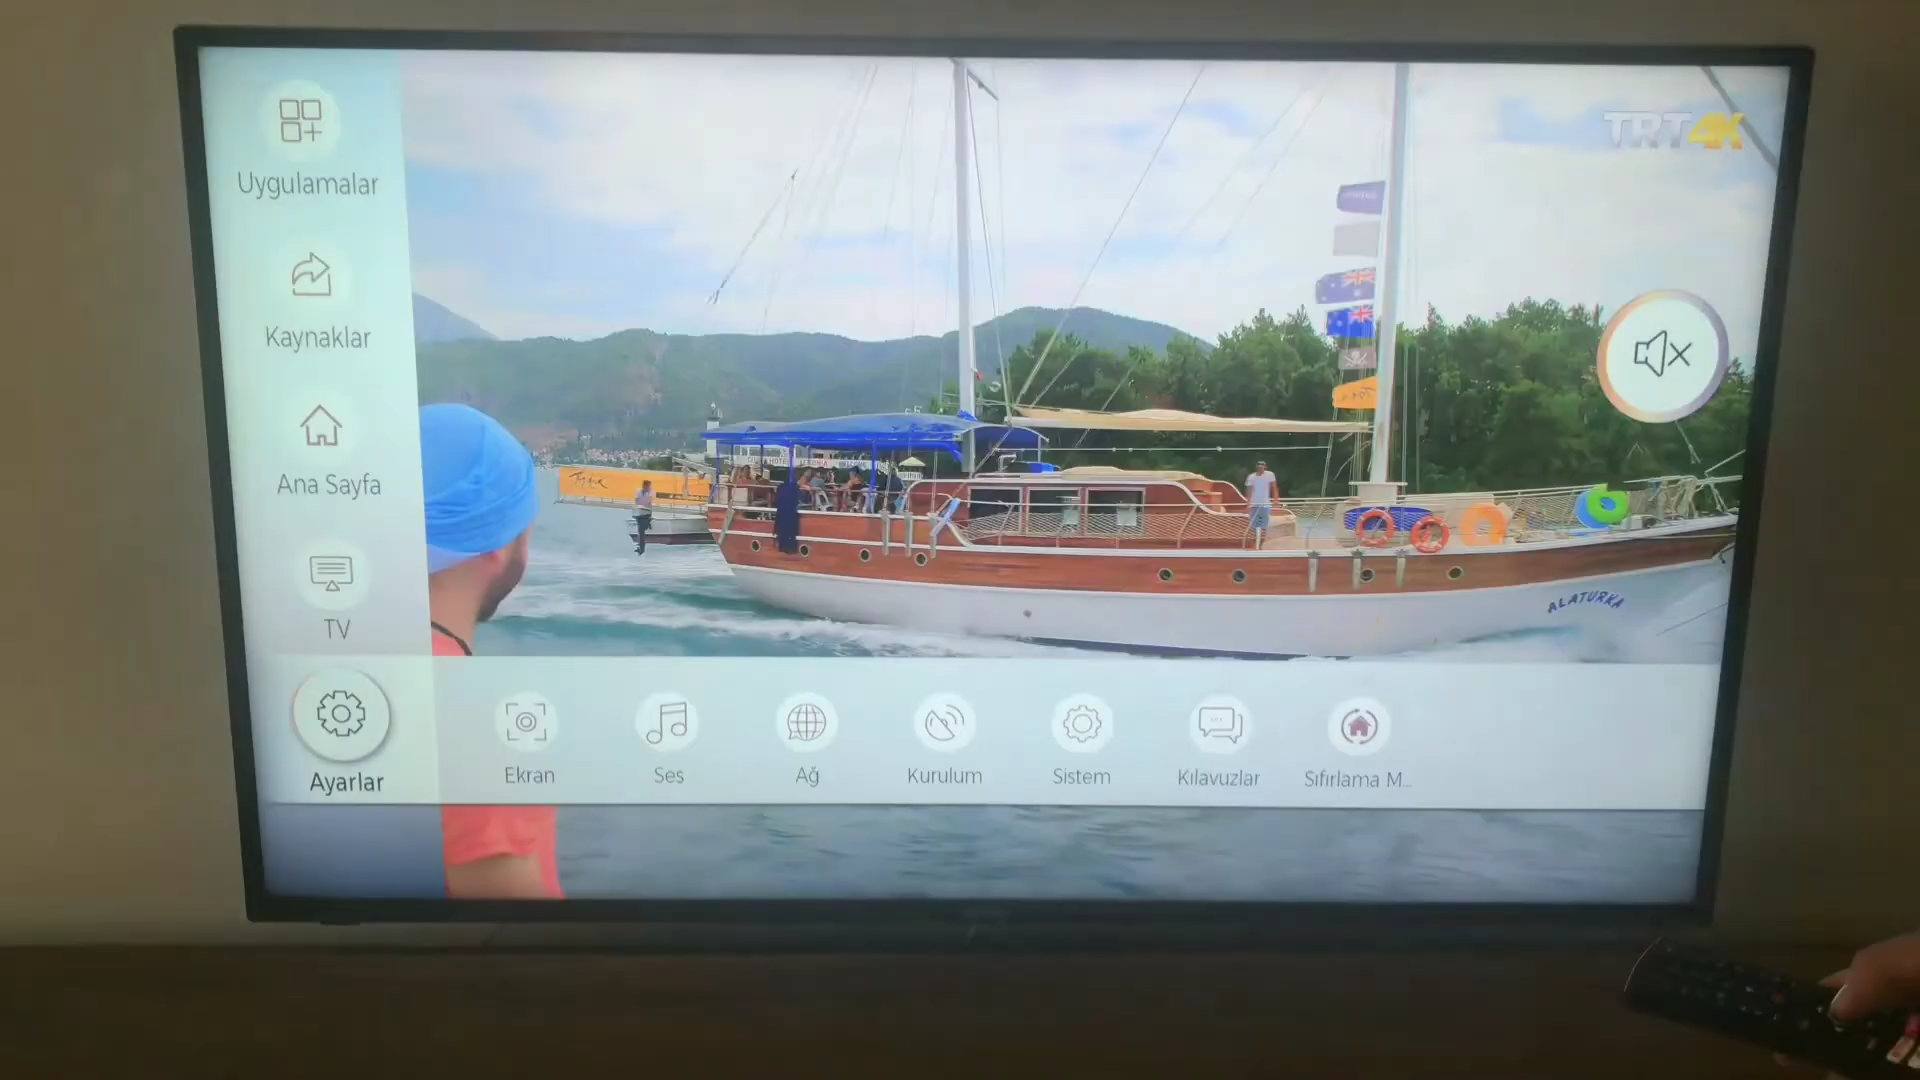 TRT4K
Uygulamalar
Kaynaklar
Ana Sayfa
TV
ALATURKA
Ayarlar
Ekran
Ses
Ağ
Kurulum
Sistem
Kılavuzlar
Sıfırlama M...